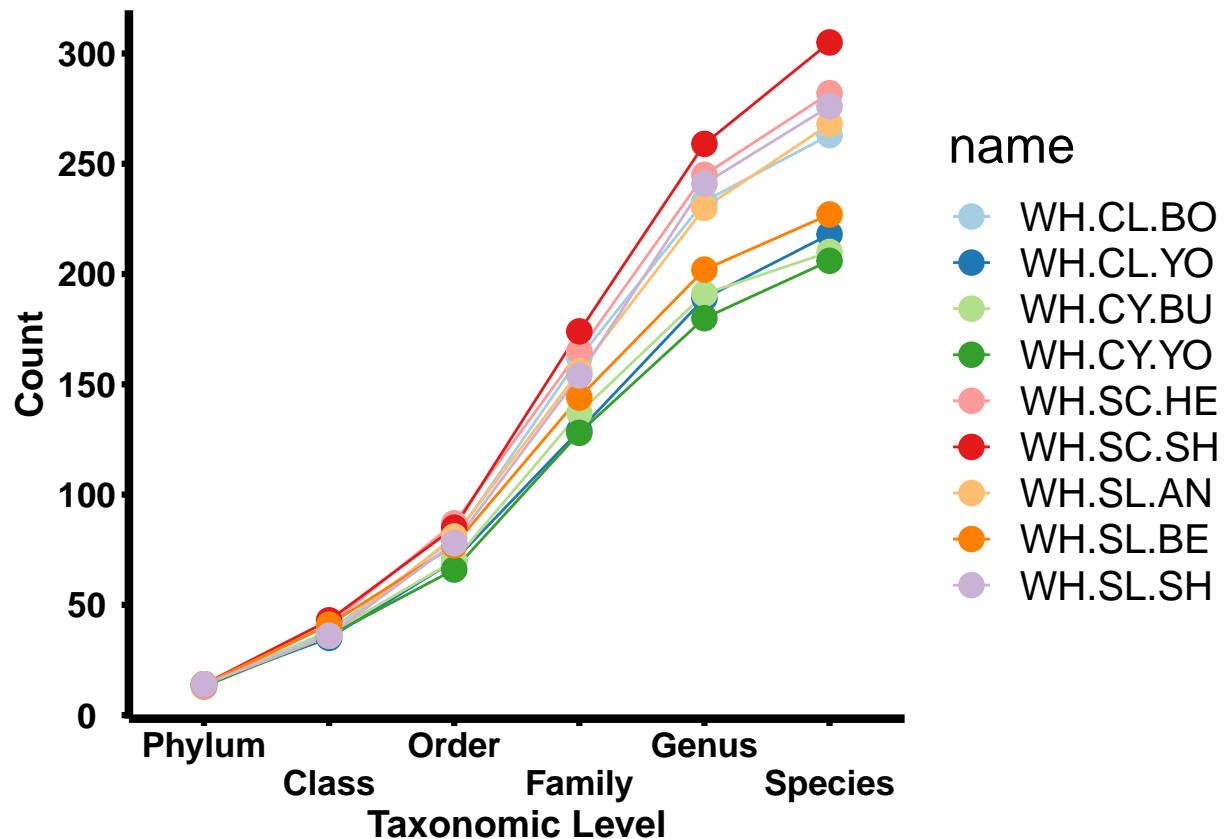 300
250
200
150
100
50
0
Count
Phylum
Class
Order
Family
Genus
Species
Taxonomic Level
name
WH.CL.BO
WH.CL.YO
WH.CY.BU
WH.CY.YO
WH.SC.HE
WH.SC.SH
WH.SL.AN
WH.SL.BE
WH.SL.SH